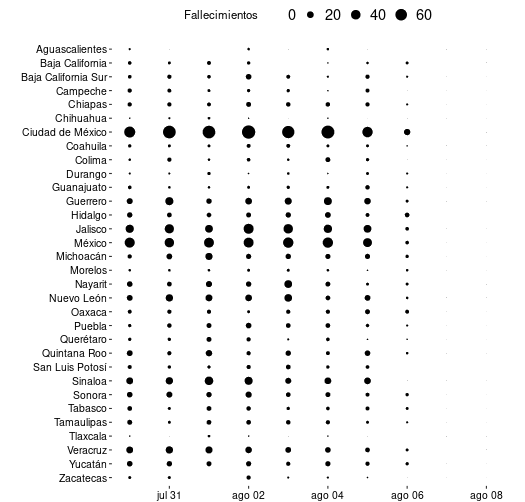 Fallecimientos 0 20 40 60
Aguascalientes
Baja California
Baja California Sur
Campeche
Chiapas
Chihuahua
Ciudad de México
Coahuila
Colima
Durango
Guanajuato
Guerrero
Hidalgo
Jalisco
México
Michoacán
Morelos
Nayarit
Nuevo León
Oaxaca
Puebla
Querétaro
Quintana Roo
San Luis Potosí
Sinaloa
Sonora
Tabasco
Tamaulipas
Tlaxcala
Veracruz
Yucatán
Zacatecas
jul 31 ago 02 ago 04 ago 06 ago 08